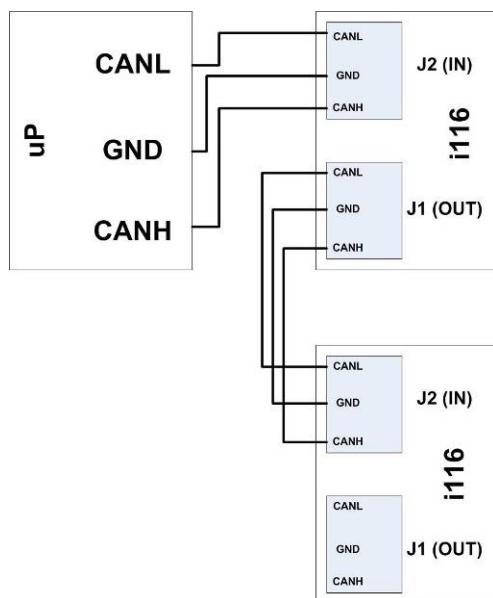 uP
CANL
GND
CANH
CANL
GND
CANH
J2 (IN)
i116
CANL
GND
CANH
J1 (OUT)
CANL
GND
CANH
J2 (IN)
i116
CANL
GND
CANH
J1 (OUT)